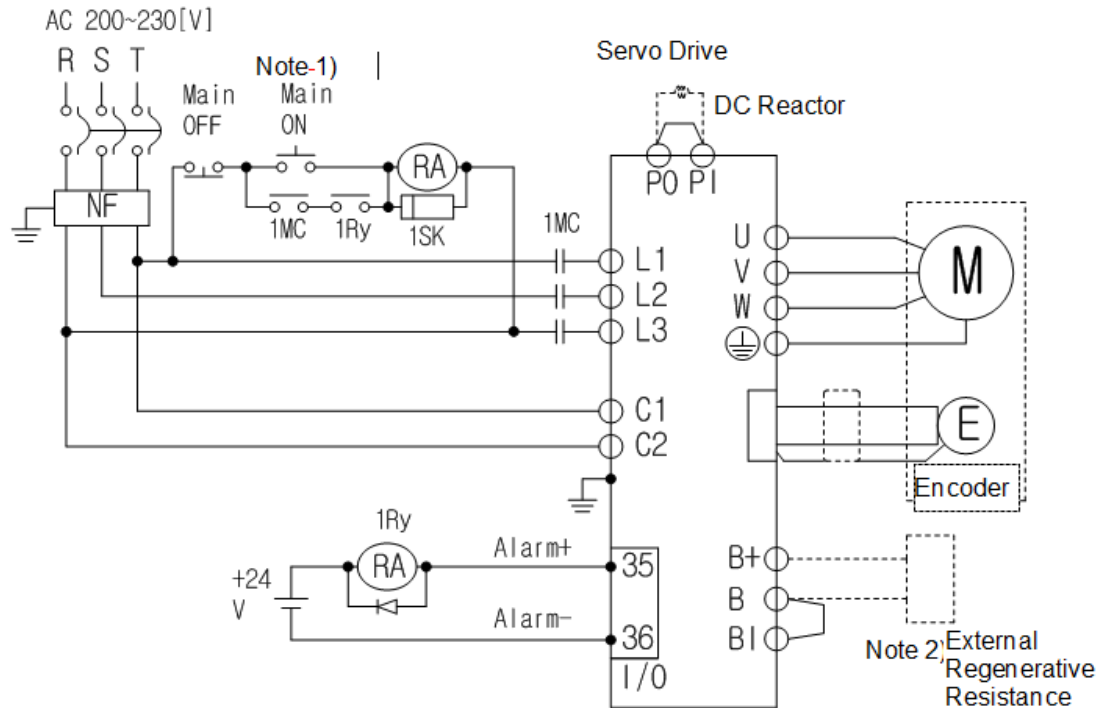 AC 200~230[V]
R S T
Note-1)
Main
OFF
Main
ON
RA
1MC 1Ry 1SK
NF
1MC
Servo Drive
DC Reactor
PO PI
L1
L2
L3
C1
C2
U
V
W
M
E
Encoder
1Ry
RA
+24
V
Alarm+
Alarm-
35
36
I/O
B+
B
BI
Note 2)
External
Regenerative
Resistance